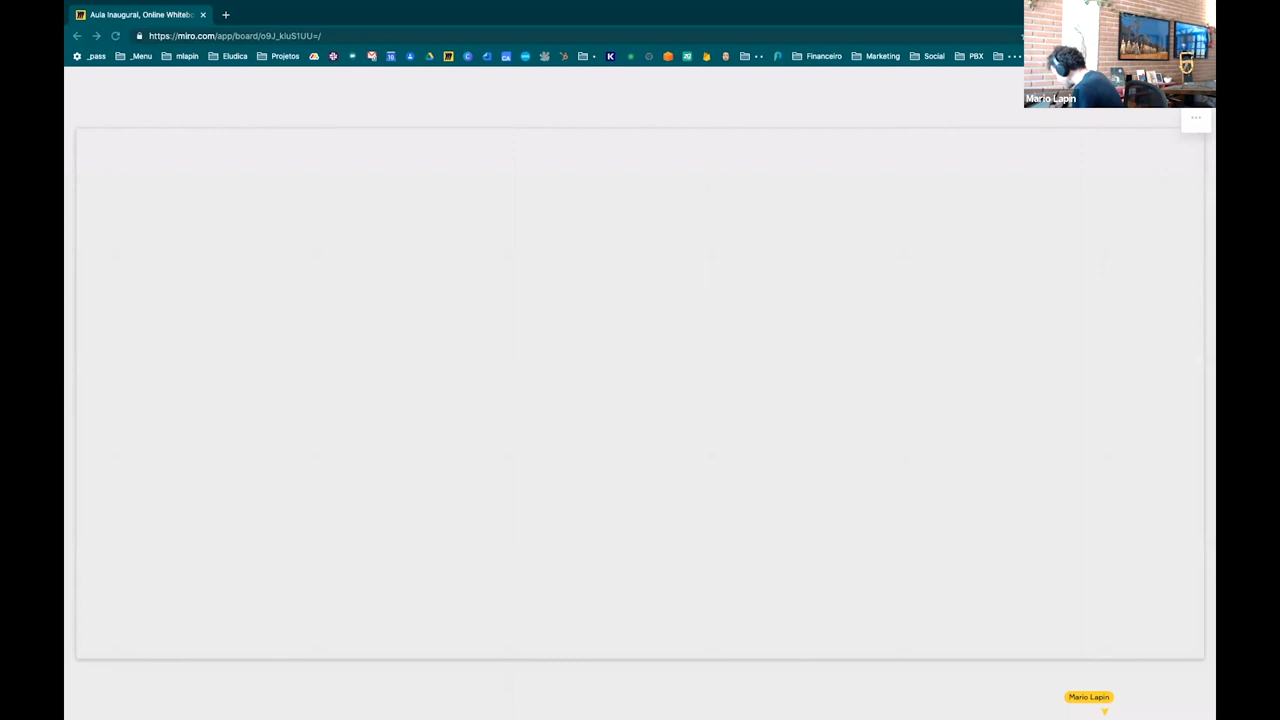 Aula Inaugural, Online Whitebo
https://miro.com/app/board/o9J_kluS1UU=/
_pass
_Menu
mlapin
Eludica
Projetos
Financeiro
Marketing
Social
PBX
Mario Lapin
Mario Lapin